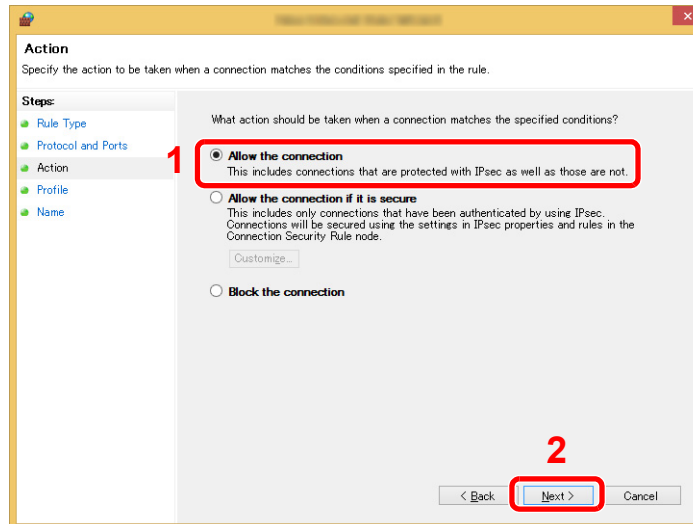 Action
Specify the action to be taken when a connection matches the conditions specified in the rule.
Steps:
Rule Type
Protocol and Ports
Action
Profile
Name
What action should be taken when a connection matches the specified conditions?
1
Allow the connection
This includes connections that are protected with IPsec as well as those are not.
Allow the connection if it is secure
This includes only connections that have been authenticated by using IPsec.
Connections will be secured using the settings in IPsec properties and rules in the
Connection Security Rule node.
Customize...
Block the connection
2
< Back
Next >
Cancel